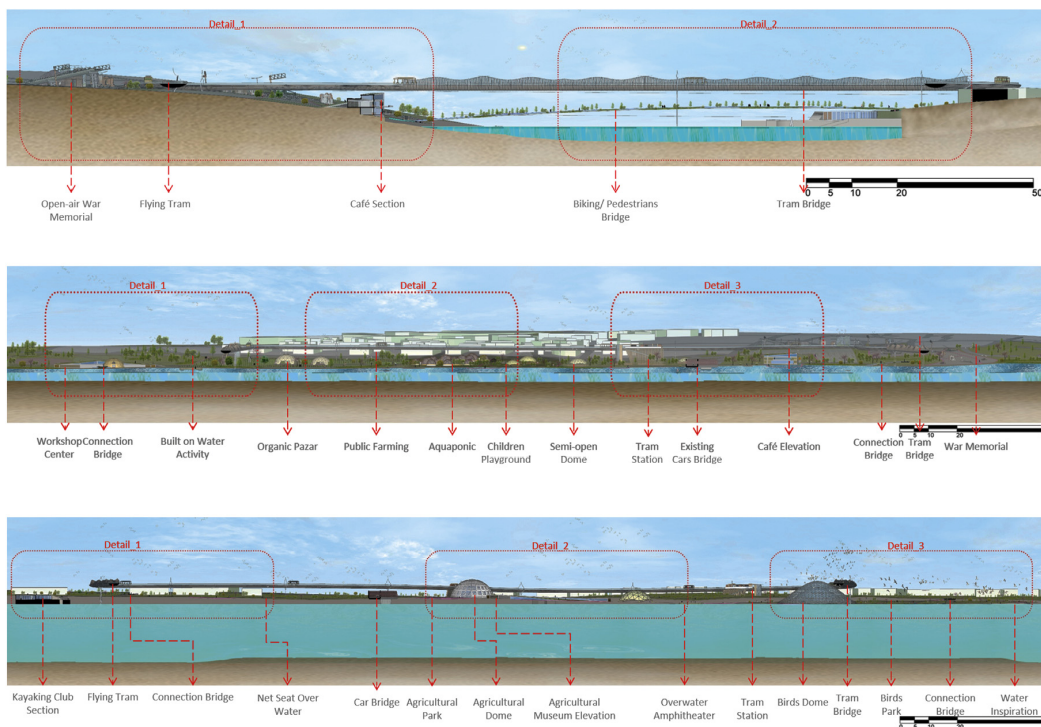 Detail_1
Detail_2
0 5 10 20 50
Open-air War
Memorial
Flying Tram
Café Section
Biking/ Pedestrians
Bridge
Tram Bridge
Detail_1
Detail_2
Detail_3
0 5 10 20
Workshop
Center
Connection
Bridge
Built on Water
Activity
Organic Pazar
Public Farming
Aquaponic
Children
Playground
Semi-open
Dome
Tram
Station
Existing
Cars Bridge
Café Elevation
Connection
Bridge
Tram
Bridge
War Memorial
Detail_1
Detail_2
Detail_3
Kayaking Club
Section
Flying Tram
Connection Bridge
Net Seat Over
Water
Car Bridge
Agricultural
Park
Agricultural
Dome
Agricultural
Museum Elevation
Overwater
Amphitheater
Tram
Station
Birds Dome
Tram
Bridge
Birds
Park
Connection
Bridge
Water
Inspiration
0 5 10 20